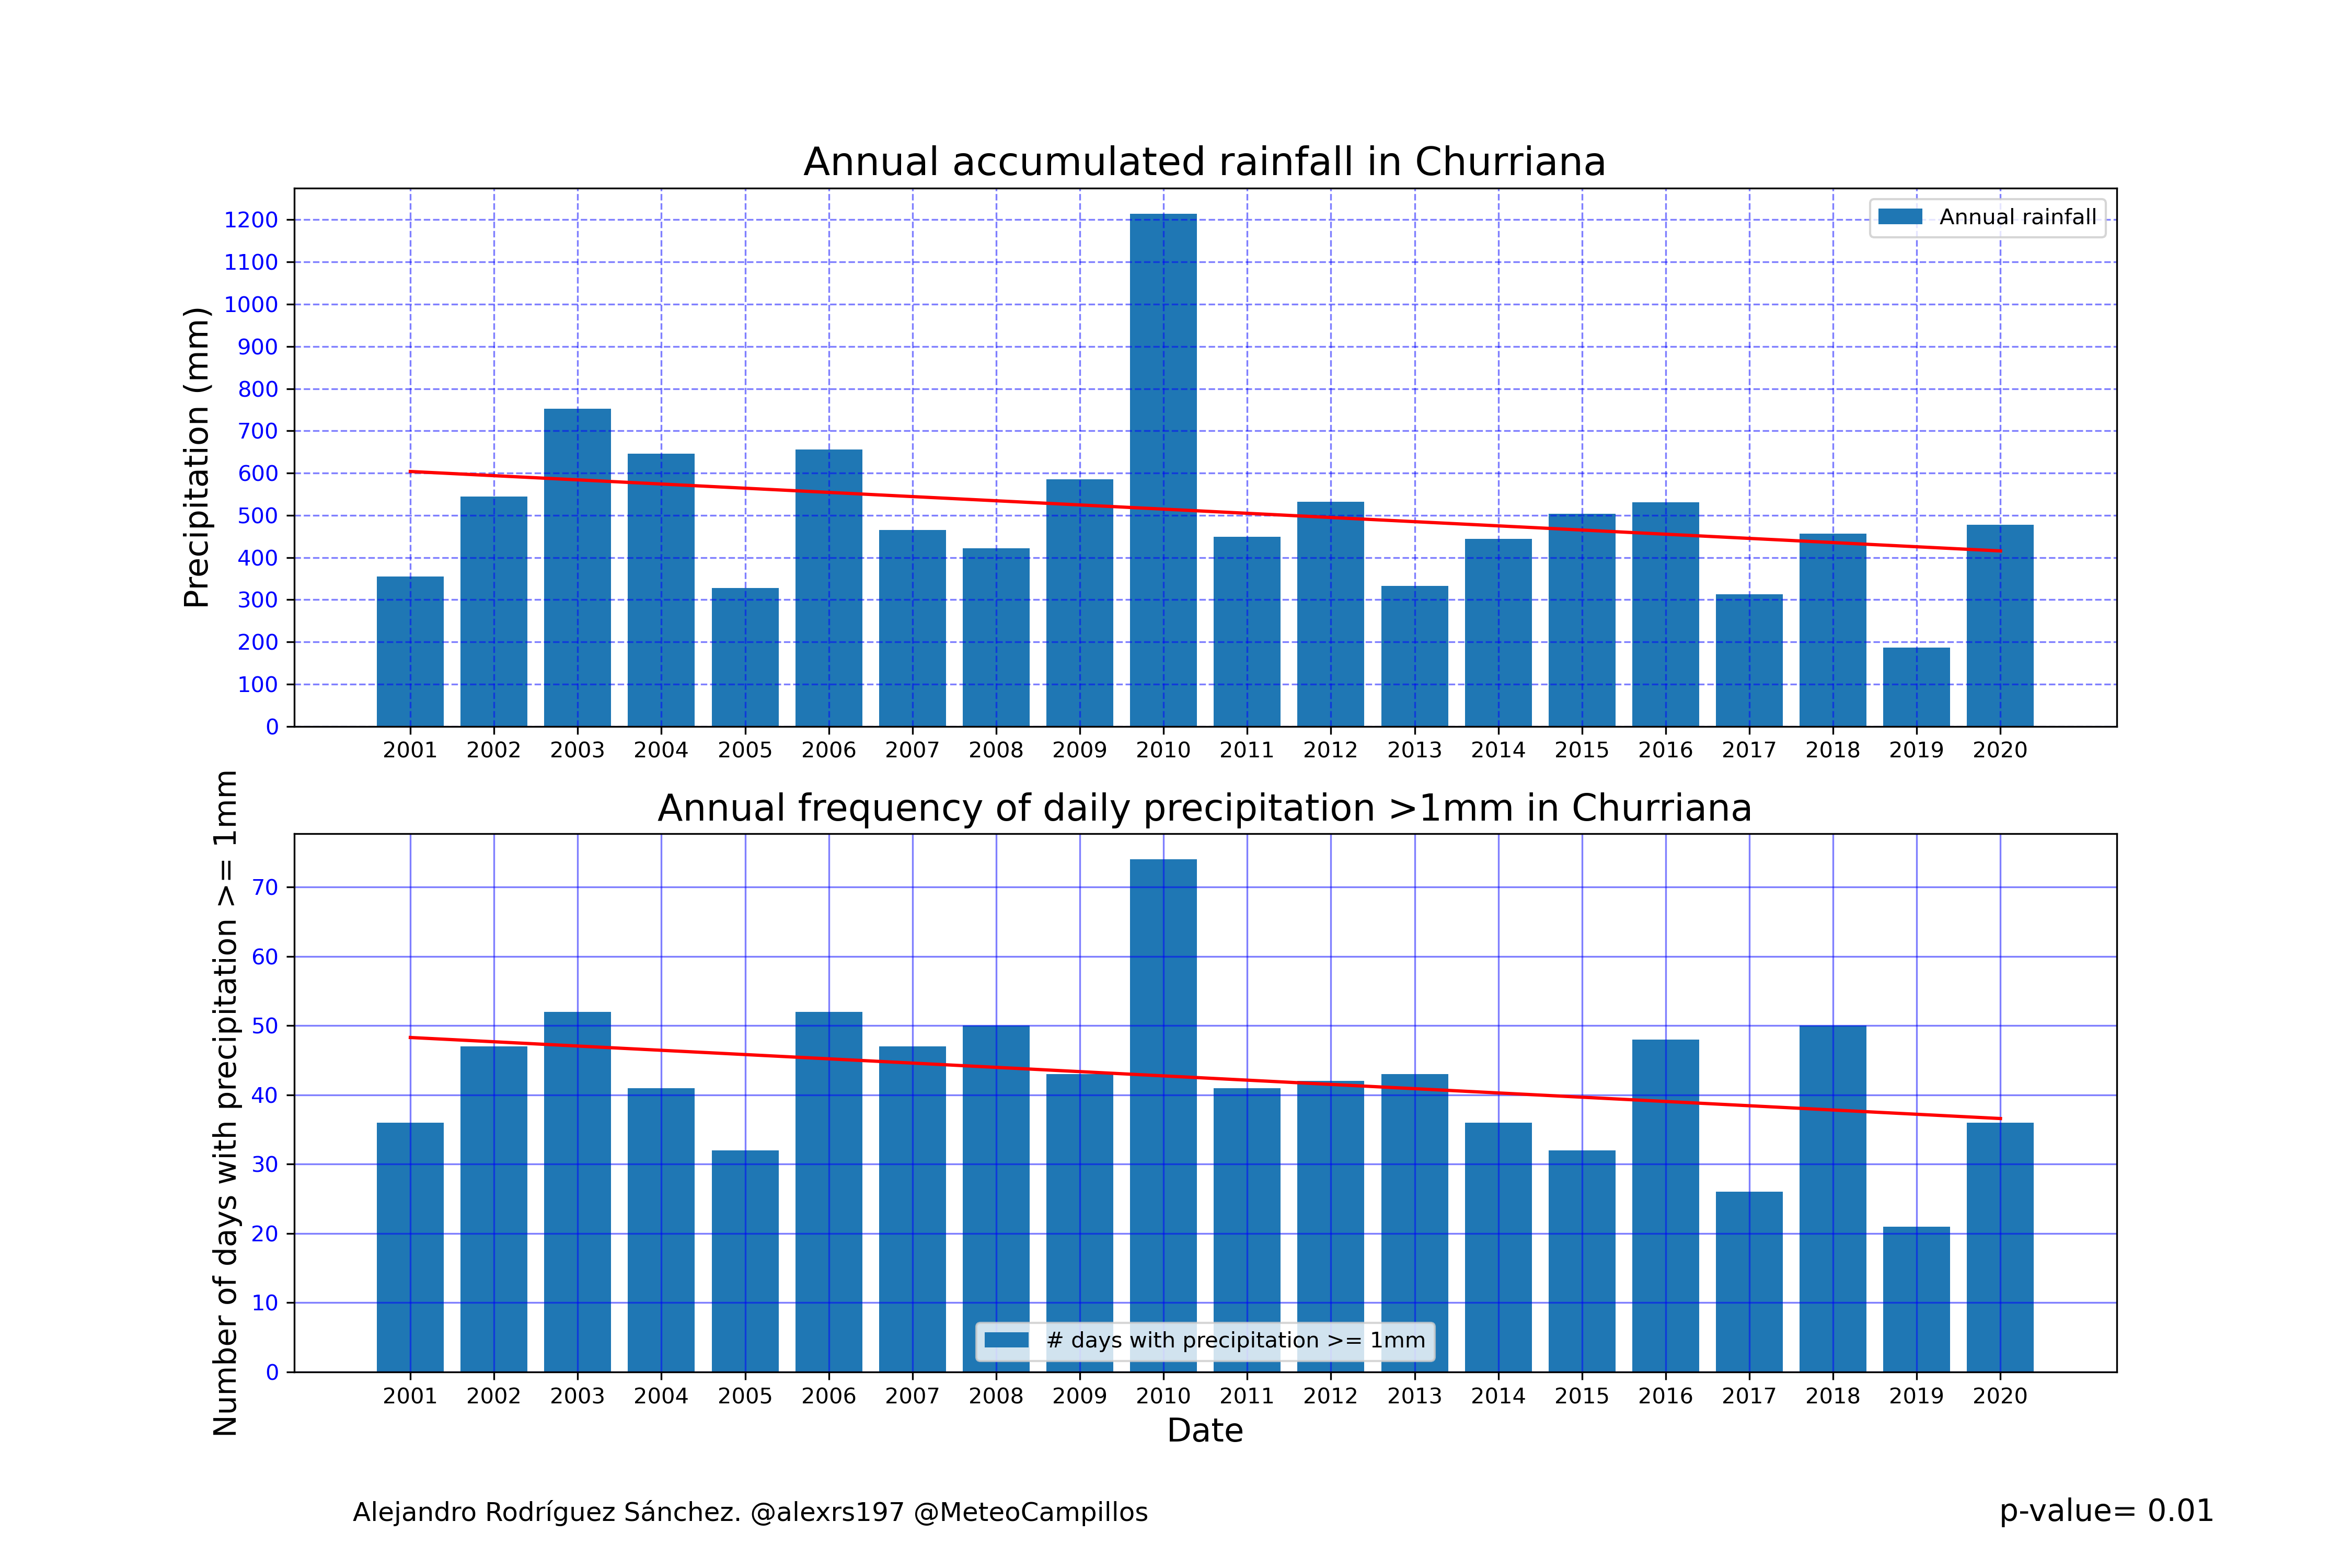 Annual accumulated rainfall in Churriana
Precipitation (mm)
1200
1100
1000
900
800
700
600
500
400
300
200
100
0
Annual rainfall
2001 2002 2003 2004 2005 2006 2007 2008 2009 2010 2011 2012 2013 2014 2015 2016 2017 2018 2019 2020
Annual frequency of daily precipitation >1mm in Churriana
Number of days with precipitation >= 1mm
70
60
50
40
30
20
10
0
# days with precipitation >= 1mm
2001 2002 2003 2004 2005 2006 2007 2008 2009 2010 2011 2012 2013 2014 2015 2016 2017 2018 2019 2020
Date
Alejandro Rodríguez Sánchez. @alexrs197 @MeteoCampillos
p-value= 0.01